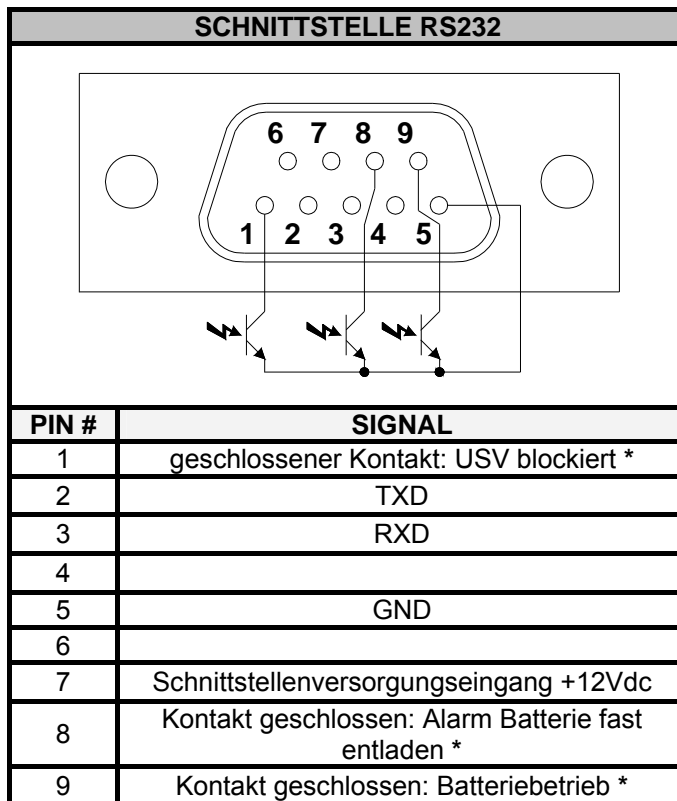 SCHNITTSTELLE RS232
6 7 8 9
1 2 3 4 5
PIN # SIGNAL
1 geschlossener Kontakt: USV blockiert *
2 TXD
3 RXD
4
5 GND
6
7 Schnittstellenversorgungseingang +12Vdc
8 Kontakt geschlossen: Alarm Batterie fast
entladen *
9 Kontakt geschlossen: Batteriebetrieb *